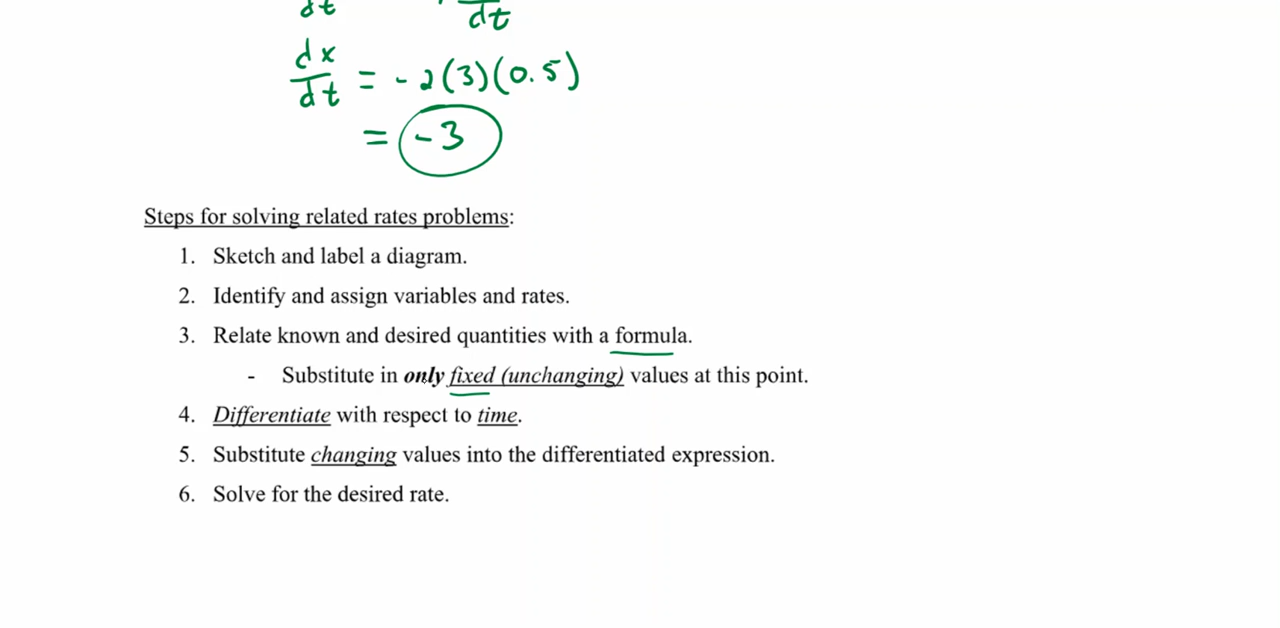 dt dt
dx/dt = -2(3)(0.5)
= -3
Steps for solving related rates problems:
1. Sketch and label a diagram.
2. Identify and assign variables and rates.
3. Relate known and desired quantities with a formula.
- Substitute in only fixed (unchanging) values at this point.
4. Differentiate with respect to time.
5. Substitute changing values into the differentiated expression.
6. Solve for the desired rate.